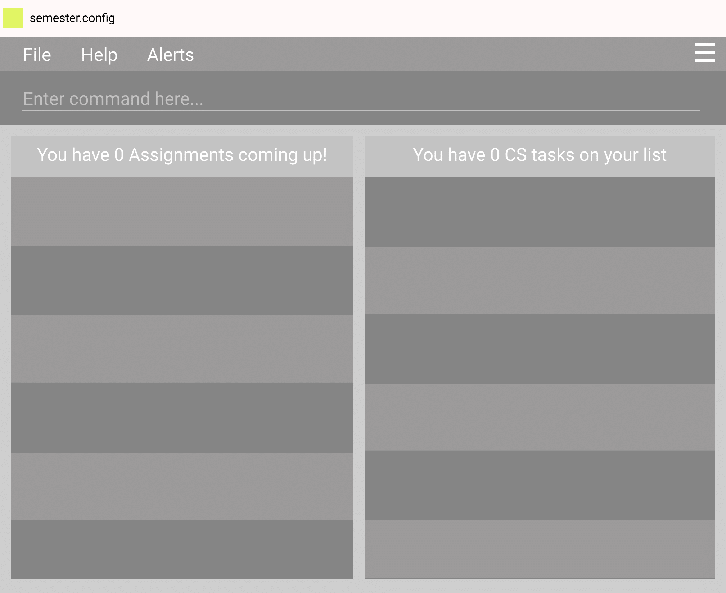 semester.config
File Help Alerts
Enter command here...
You have 0 Assignments coming up!
You have 0 CS tasks on your list